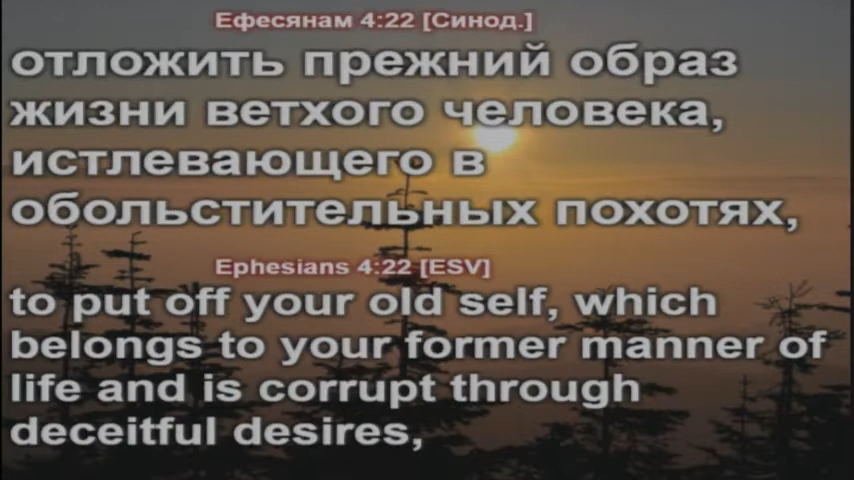 Ефесянам 4:22 [Синод.]
отложить прежний образ
жизни ветхого человека,
истлевающего в
обольстительных похотях,
Ephesians 4:22 [ESV]
to put off your old self, which
belongs to your former manner of
life and is corrupt through
deceitful desires,